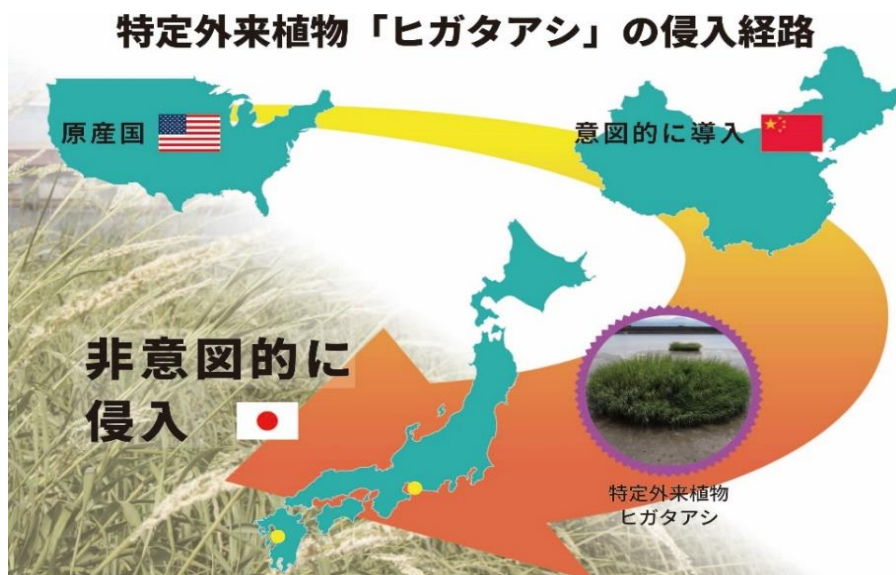 特定外来植物「ヒガタアシ」の侵入経路
原産国
意図的に導入
非意図的に
侵入
特定外来植物
ヒガタアシ